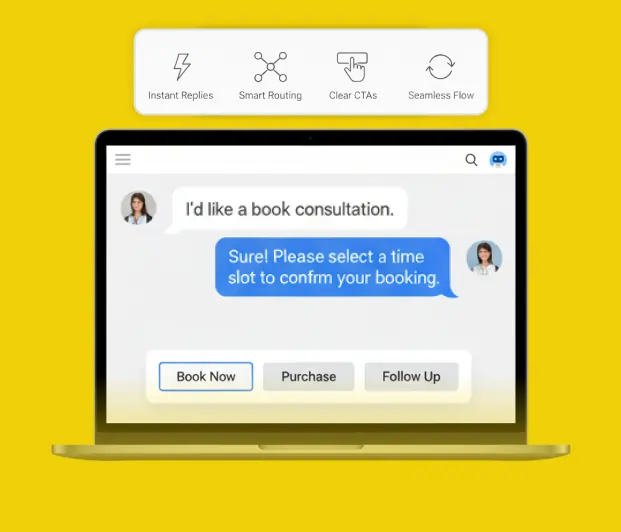 Instant Replies
Smart Routing
Clear CTAs
Seamless Flow
I'd like a book consultation.
Sure! Please select a time
slot to confrm your booking.
Book Now
Purchase
Follow Up